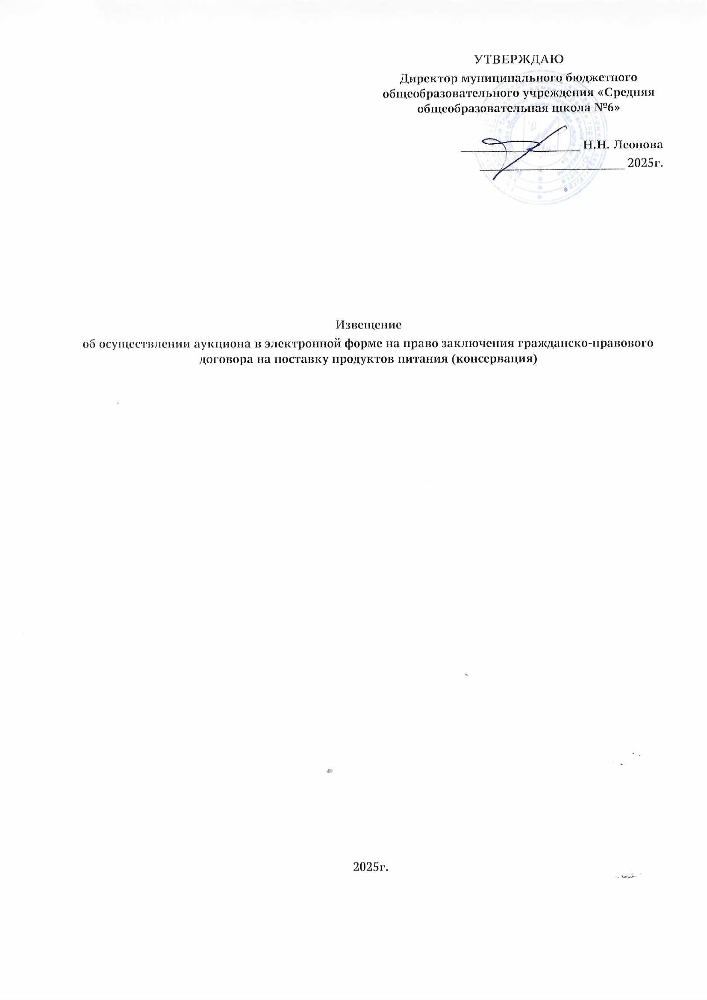 УТВЕРЖДАЮ
Директор муниципального бюджетного
общеобразовательного учреждения «Средняя
общеобразовательная школа №6»
Н.Н. Леонова
2025г.
Извещение
об осуществлении аукциона в электронной форме на право заключения гражданско-правового
договора на поставку продуктов питания (консервация)
2025г.